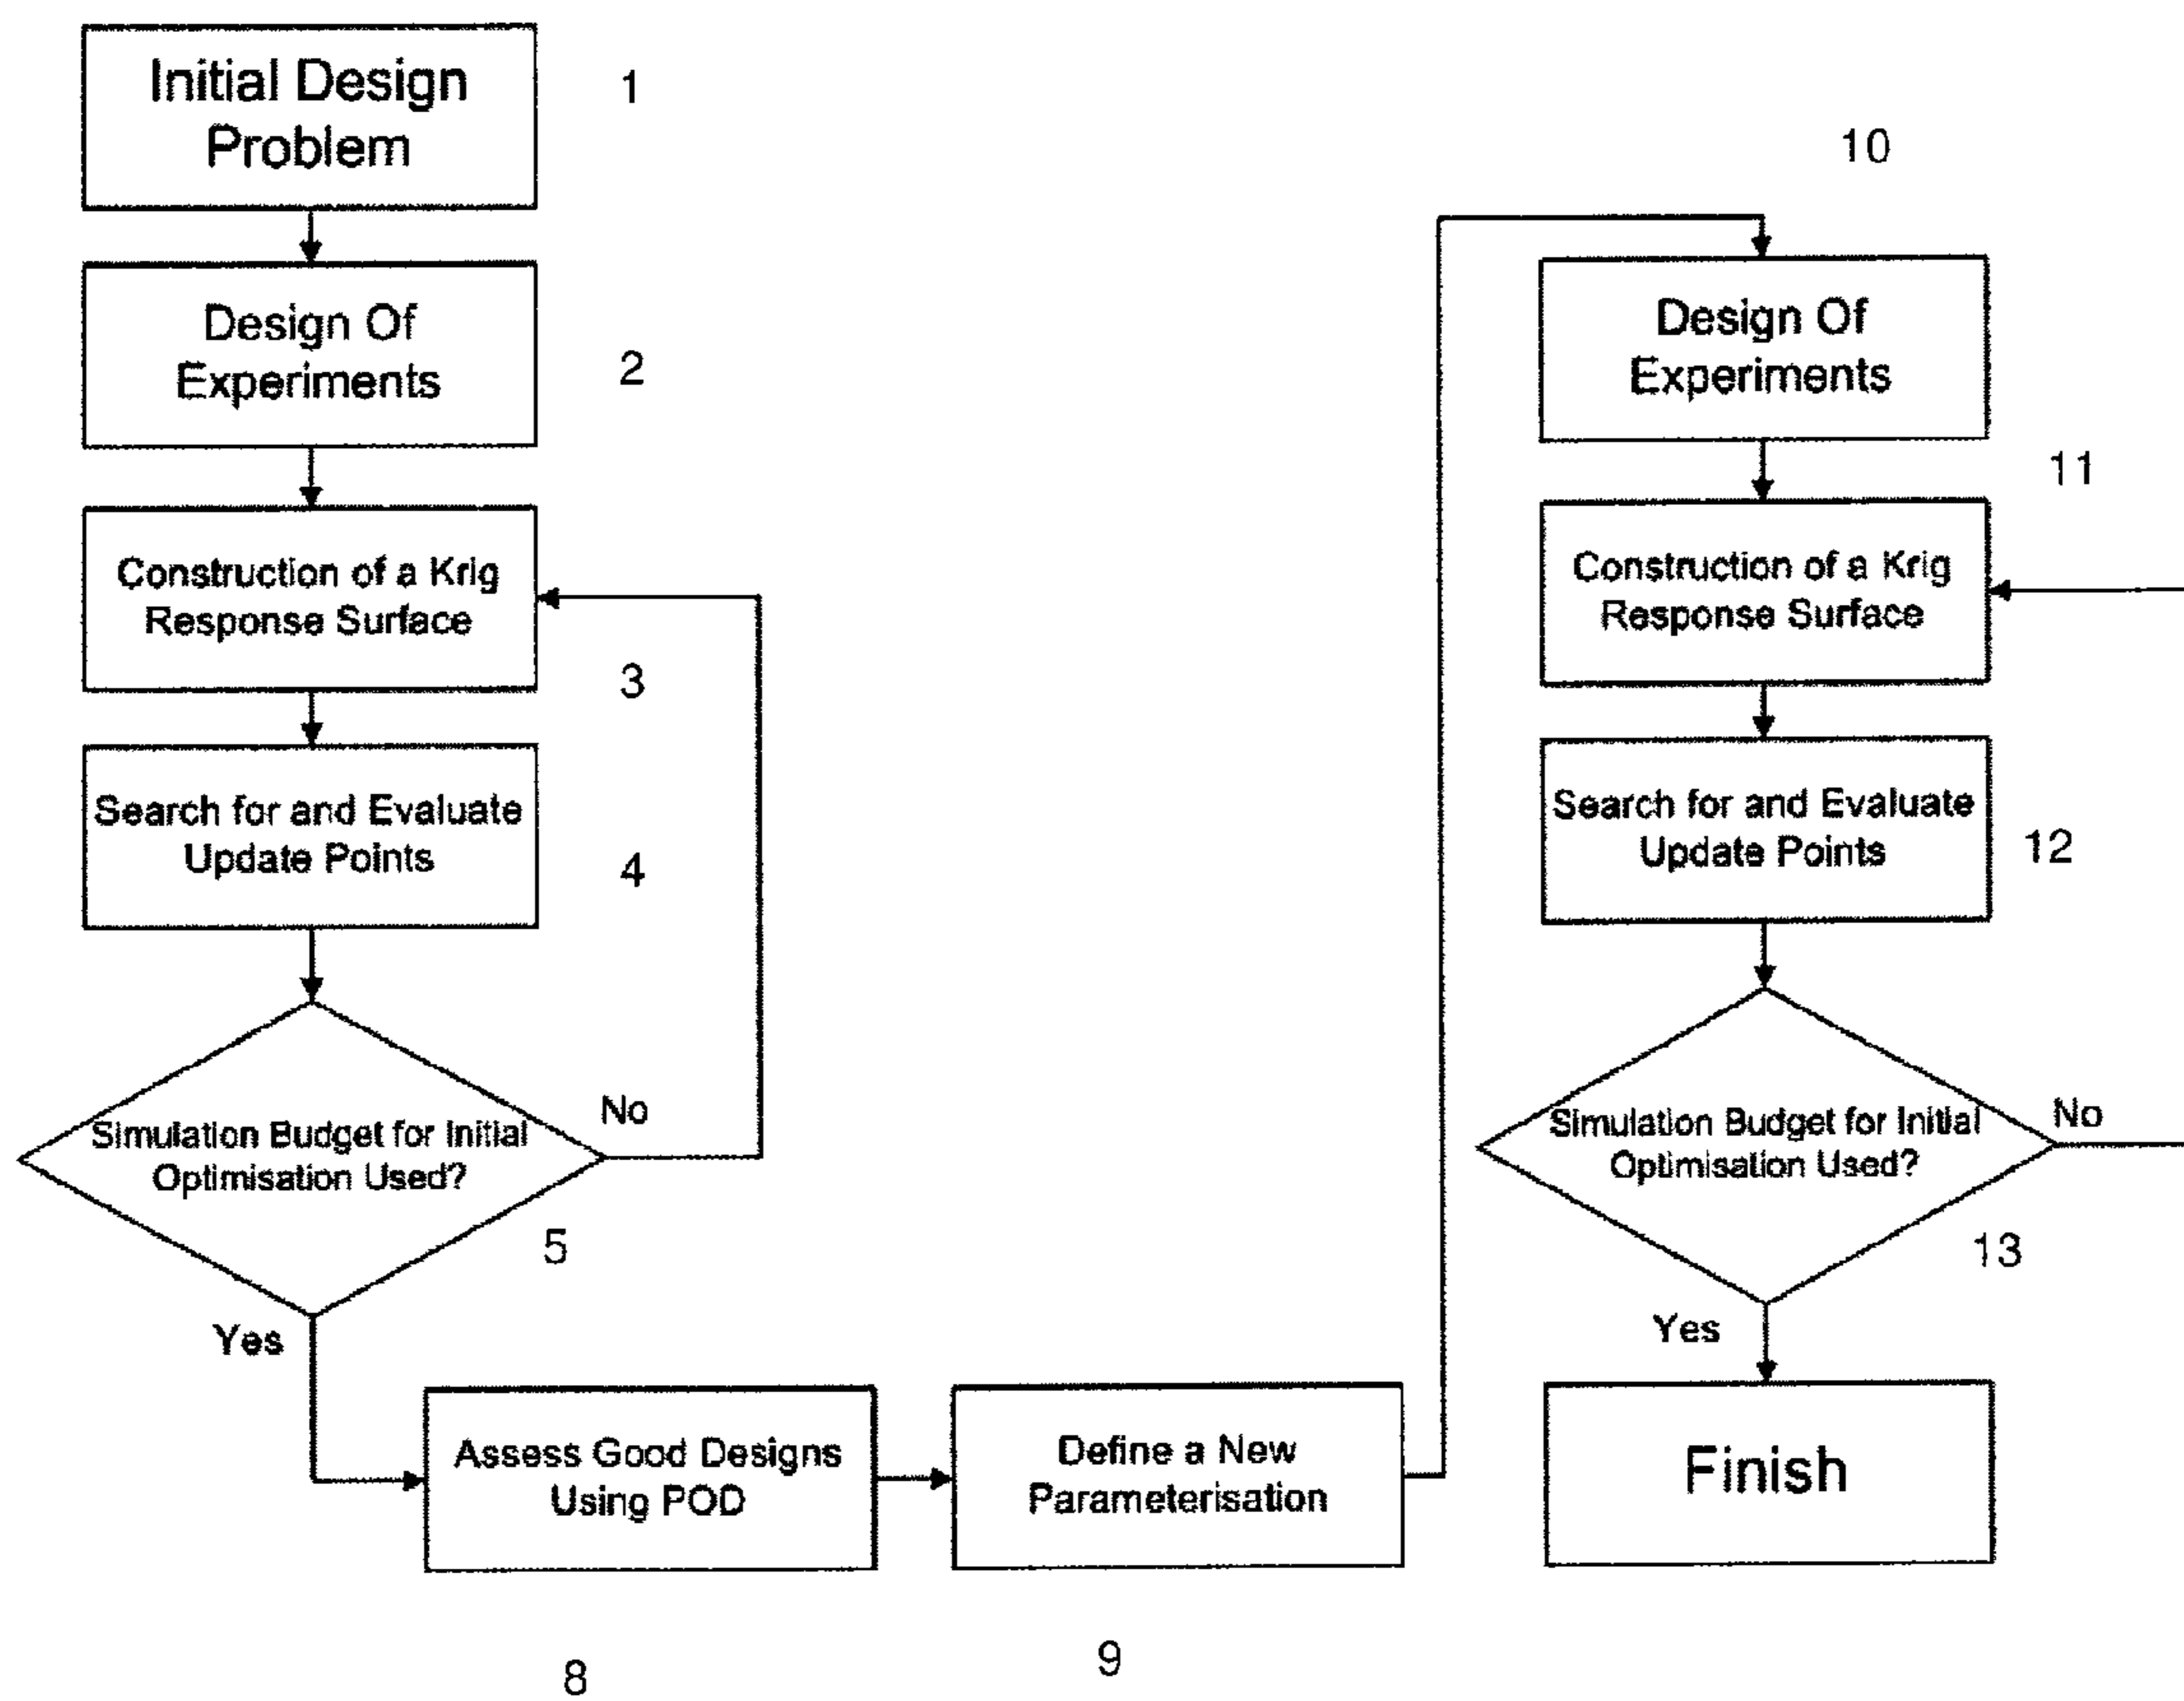 Initial Design
Problem
1
Design Of
Experiments
2
Construction of a Krig
Response Surface
3
Search for and Evaluate
Update Points
4
Simulation Budget for Initial
Optimisation Used?
No
5
Yes
Assess Good Designs
Using POD
8
Define a New
Parameterisation
9
10
Design Of
Experiments
11
Construction of a Krig
Response Surface
Search for and Evaluate
Update Points
12
Simulation Budget for Initial
Optimisation Used?
No
13
Yes
Finish